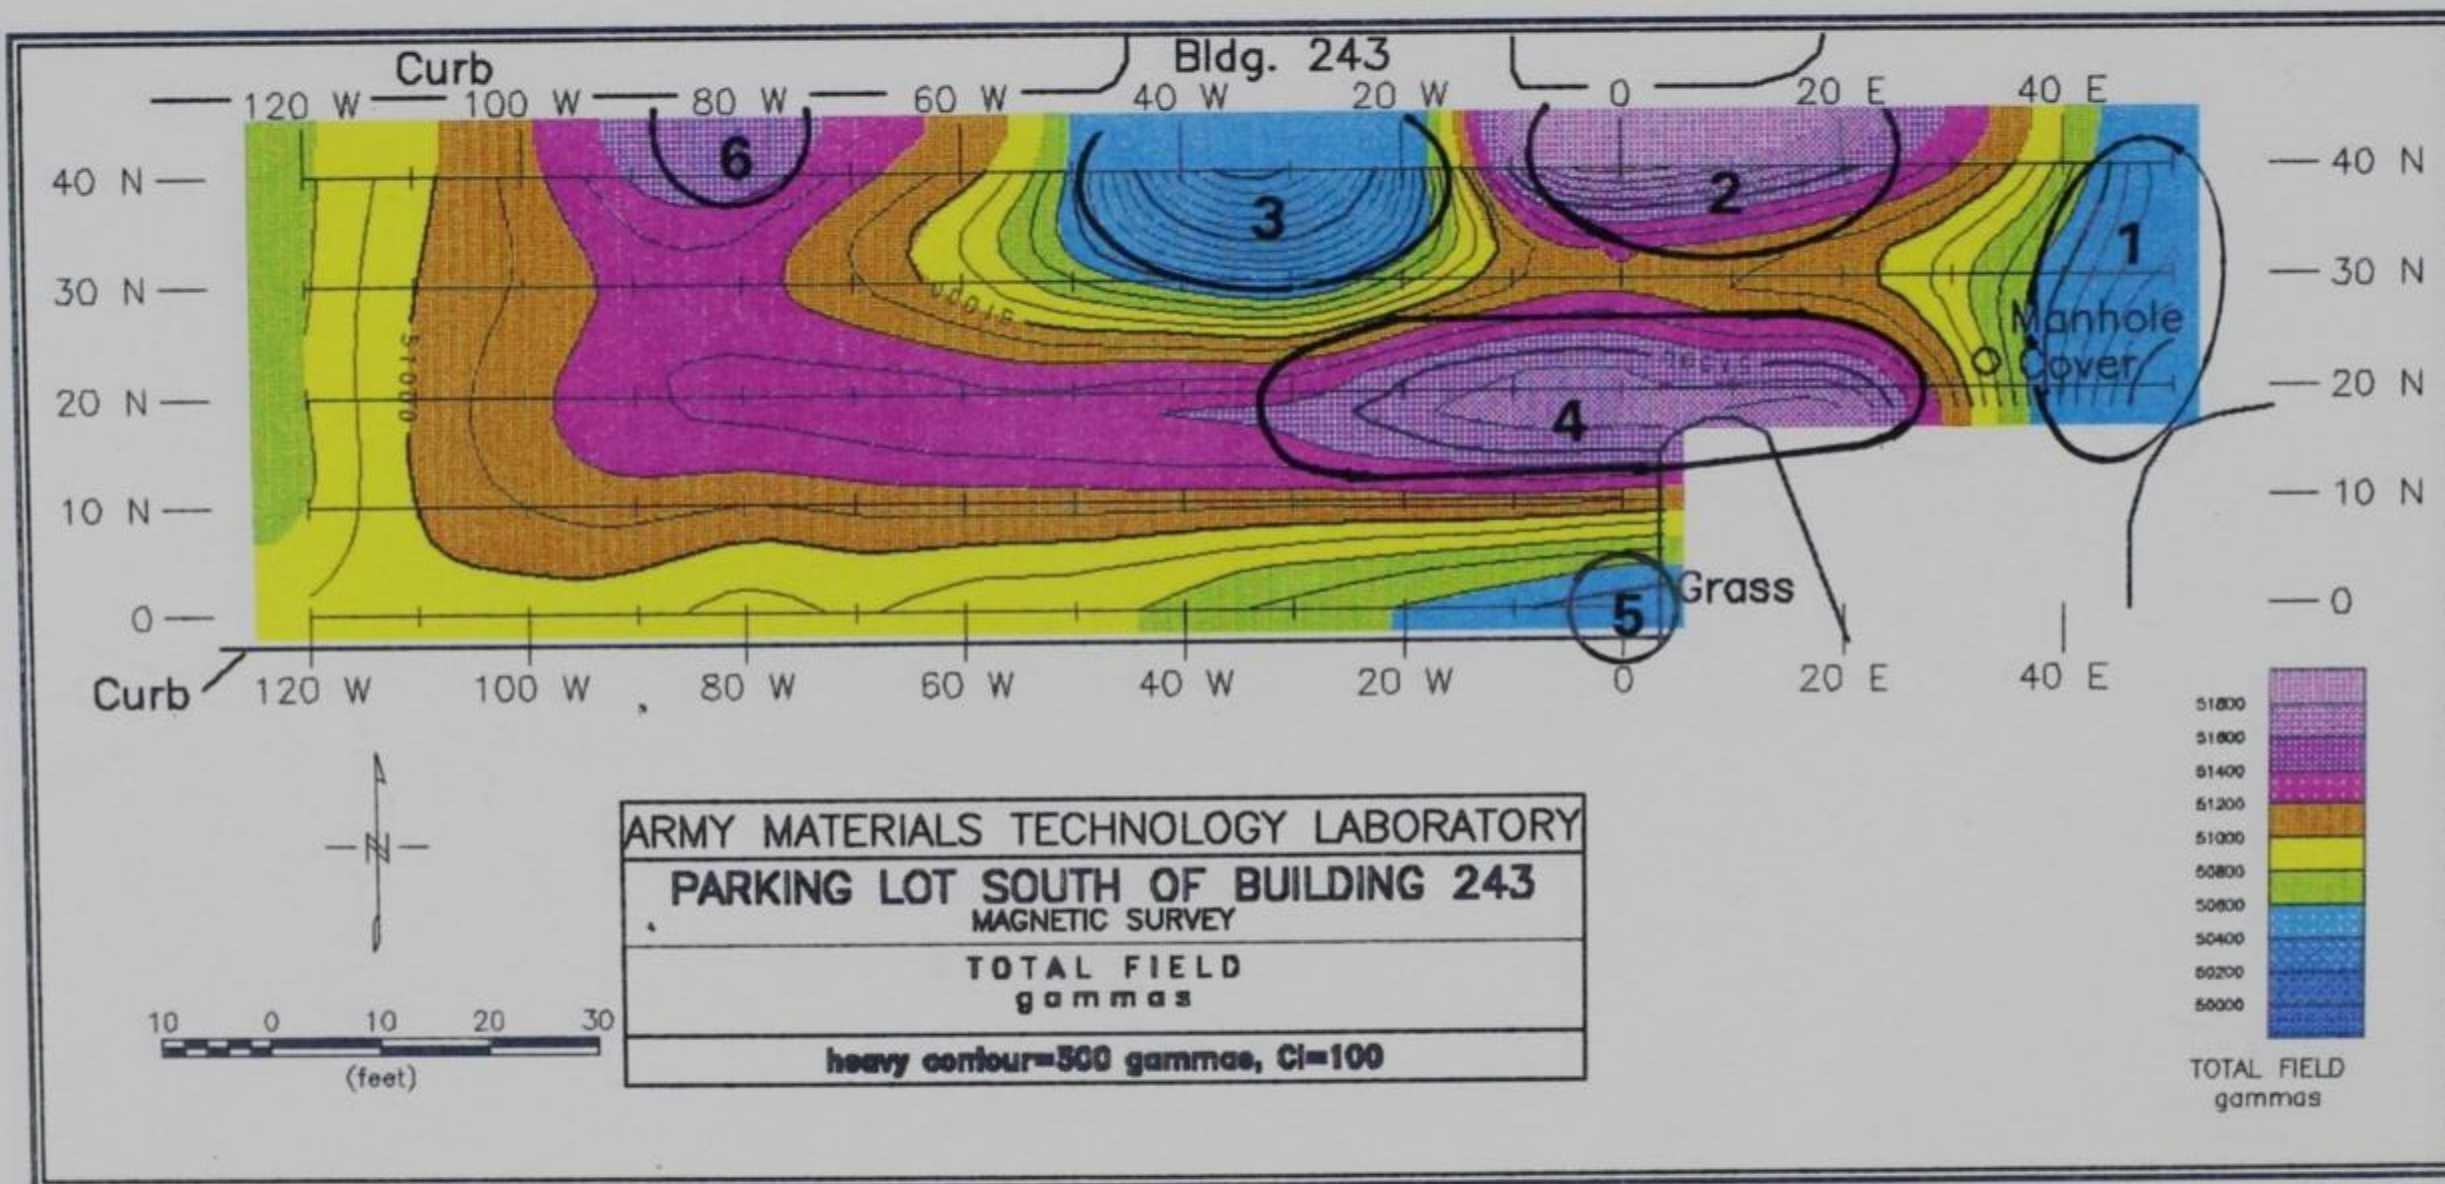 Curb
Bldg. 243
120 W
100 W
80 W
60 W
40 W
20 W
0
20 E
40 E
6
3
2
1
40 N
40 N
30 N
30 N
51000
51000
Manhole
Cover
20 N
20 N
4
10 N
10 N
Grass
5
0
0
Curb
120 W
100 W
80 W
60 W
40 W
20 W
0
20 E
40 E
51800
51600
51400
51200
51000
50800
50600
50400
50200
50000
TOTAL FIELD
gammas
N
10 0 10 20 30
(feet)
ARMY MATERIALS TECHNOLOGY LABORATORY
PARKING LOT SOUTH OF BUILDING 243
MAGNETIC SURVEY
TOTAL FIELD
gammas
heavy contour=500 gammas, CI=100